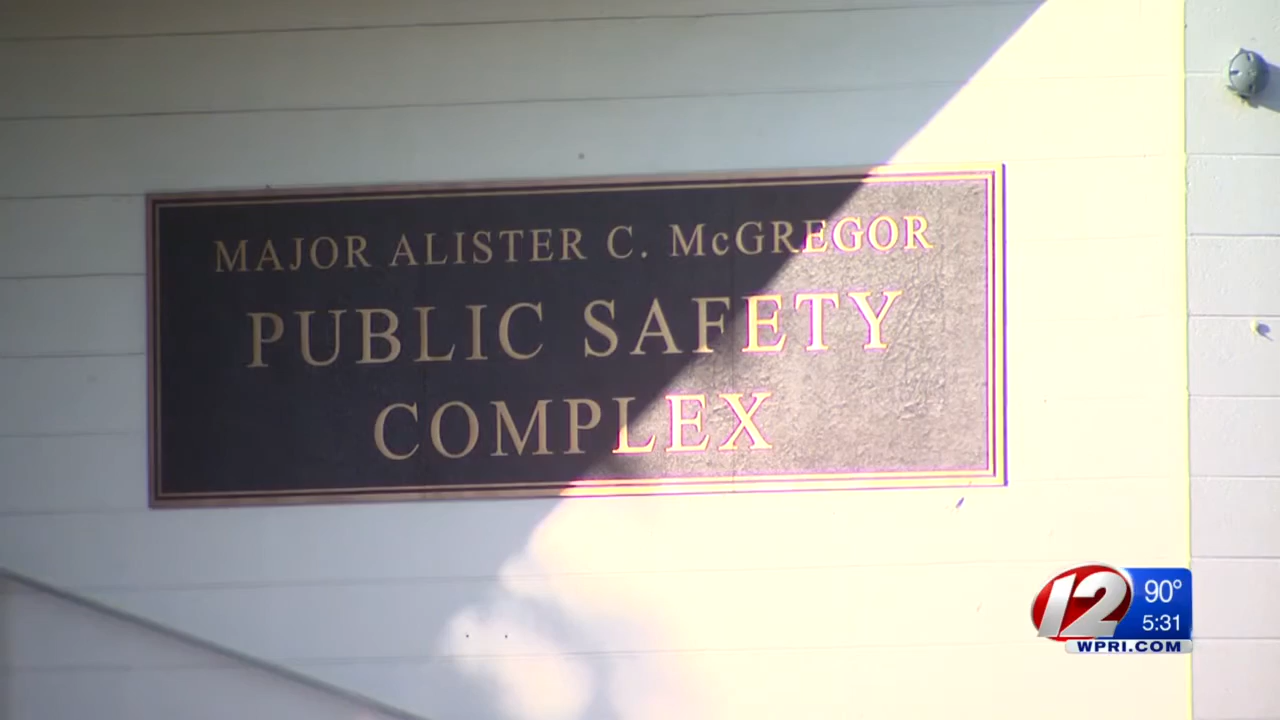 MAJOR ALISTER C. McGREGOR
PUBLIC SAFETY
COMPLEX
12
90°
5:31
WPRI.COM